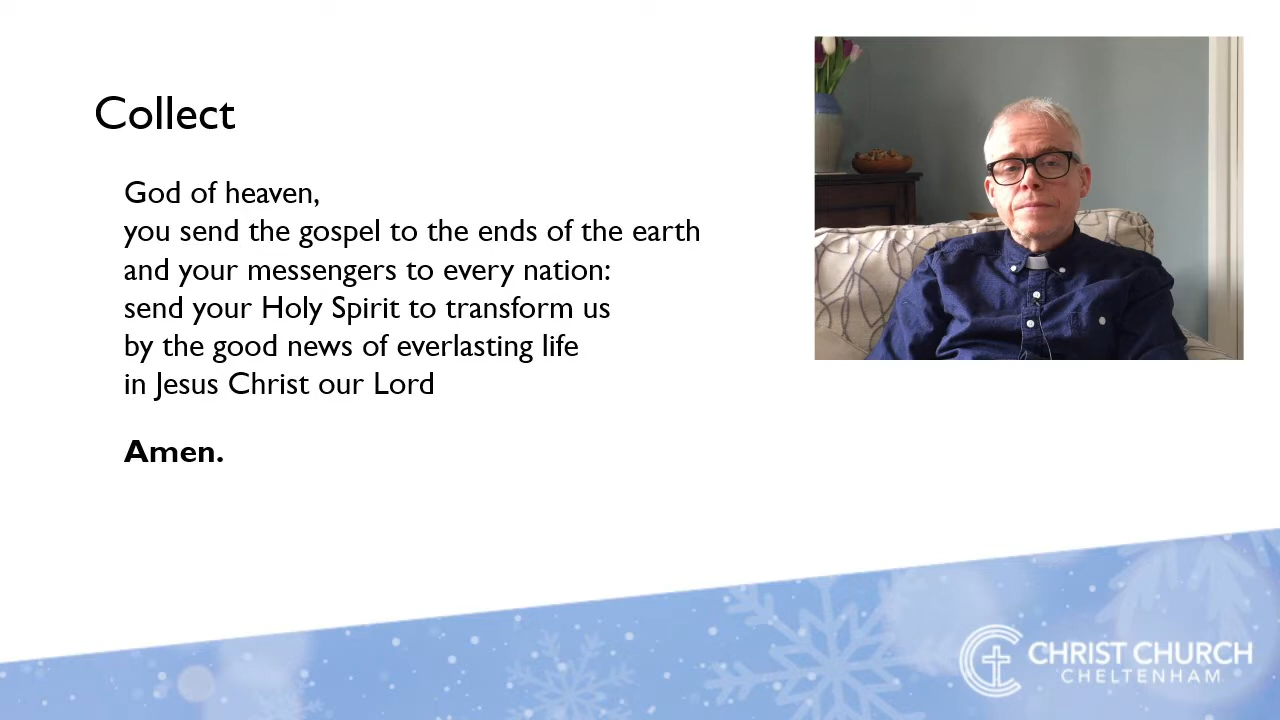 Collect
God of heaven,
you send the gospel to the ends of the earth
and your messengers to every nation:
send your Holy Spirit to transform us
by the good news of everlasting life
in Jesus Christ our Lord
Amen.
CHRIST CHURCH
CHELTENHAM